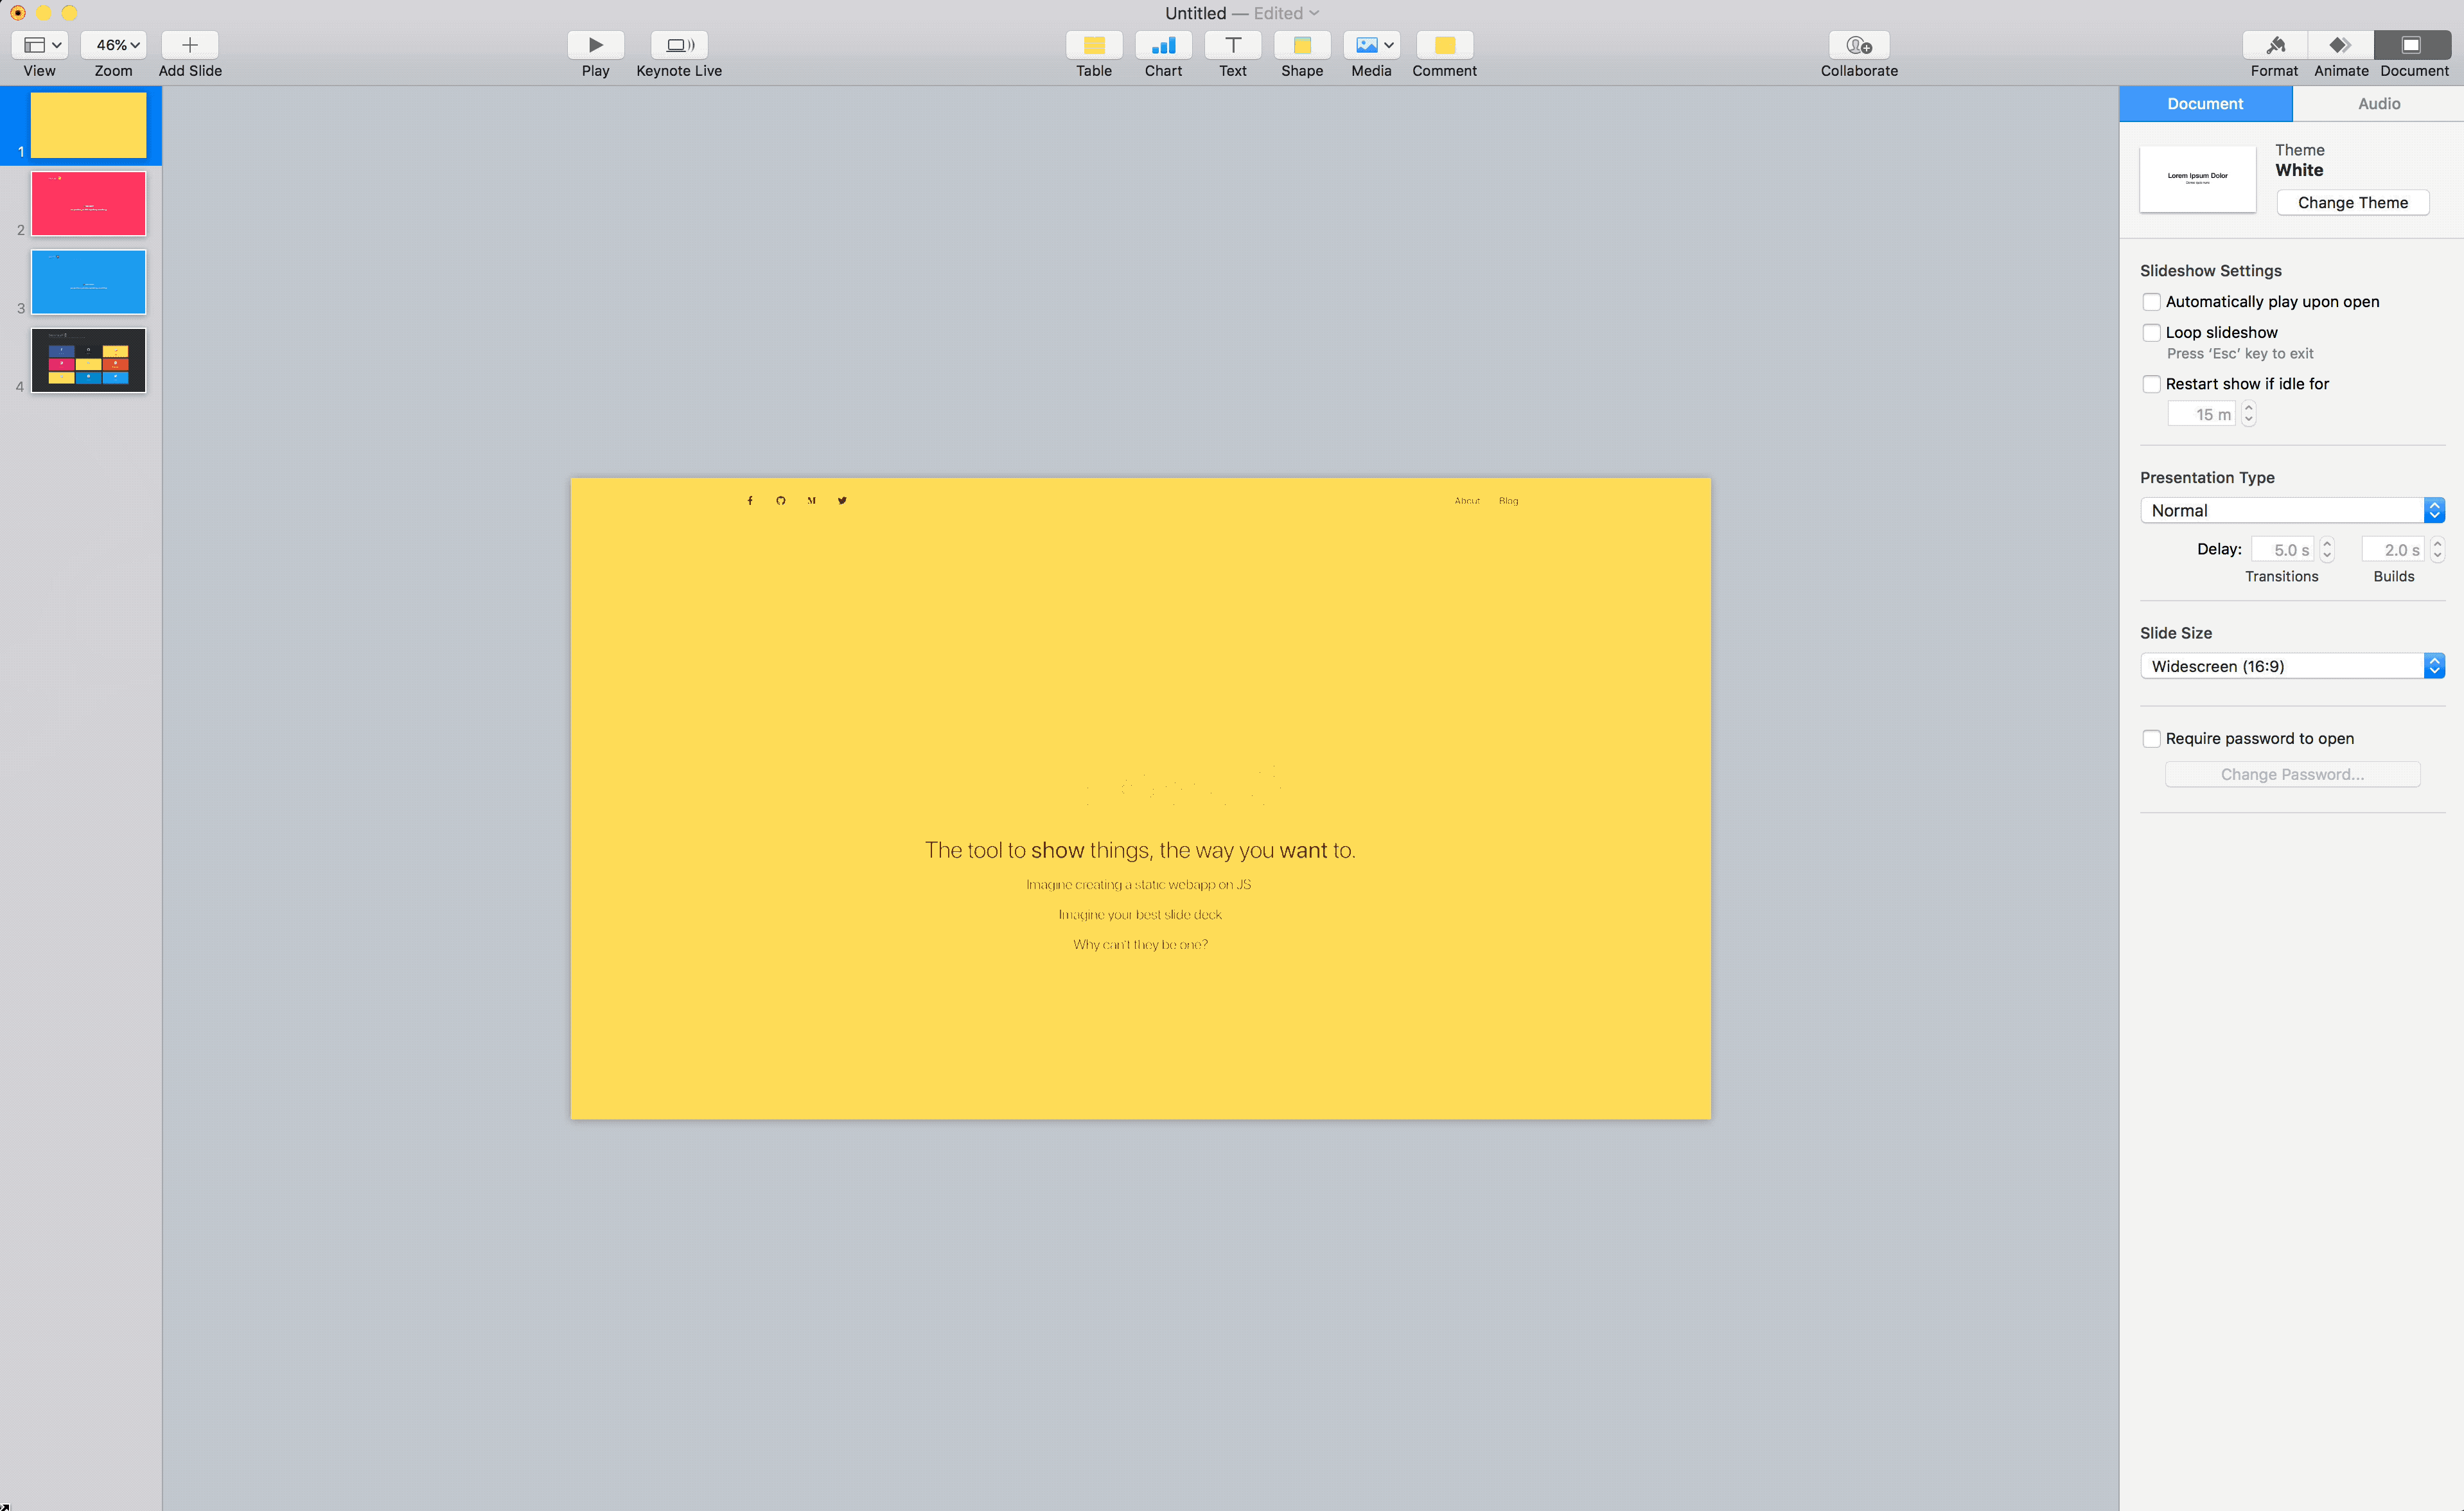 Untitled — Edited
46%
View
Zoom
Add Slide
Play
Keynote Live
Table
Chart
Text
Shape
Media
Comment
Collaborate
Format
Animate
Document
1
2
3
4
About
Blog
The tool to show things, the way you want to.
Imagine creating a static webapp on JS
Imagine your best slide deck
Why can't they be one?
Document
Audio
Lorem Ipsum Dolor
Theme
White
Change Theme
Slideshow Settings
Automatically play upon open
Loop slideshow
Press ‘Esc’ key to exit
Restart show if idle for
15 m
Presentation Type
Normal
Delay: 5.0 s 2.0 s
Transitions Builds
Slide Size
Widescreen (16:9)
Require password to open
Change Password...